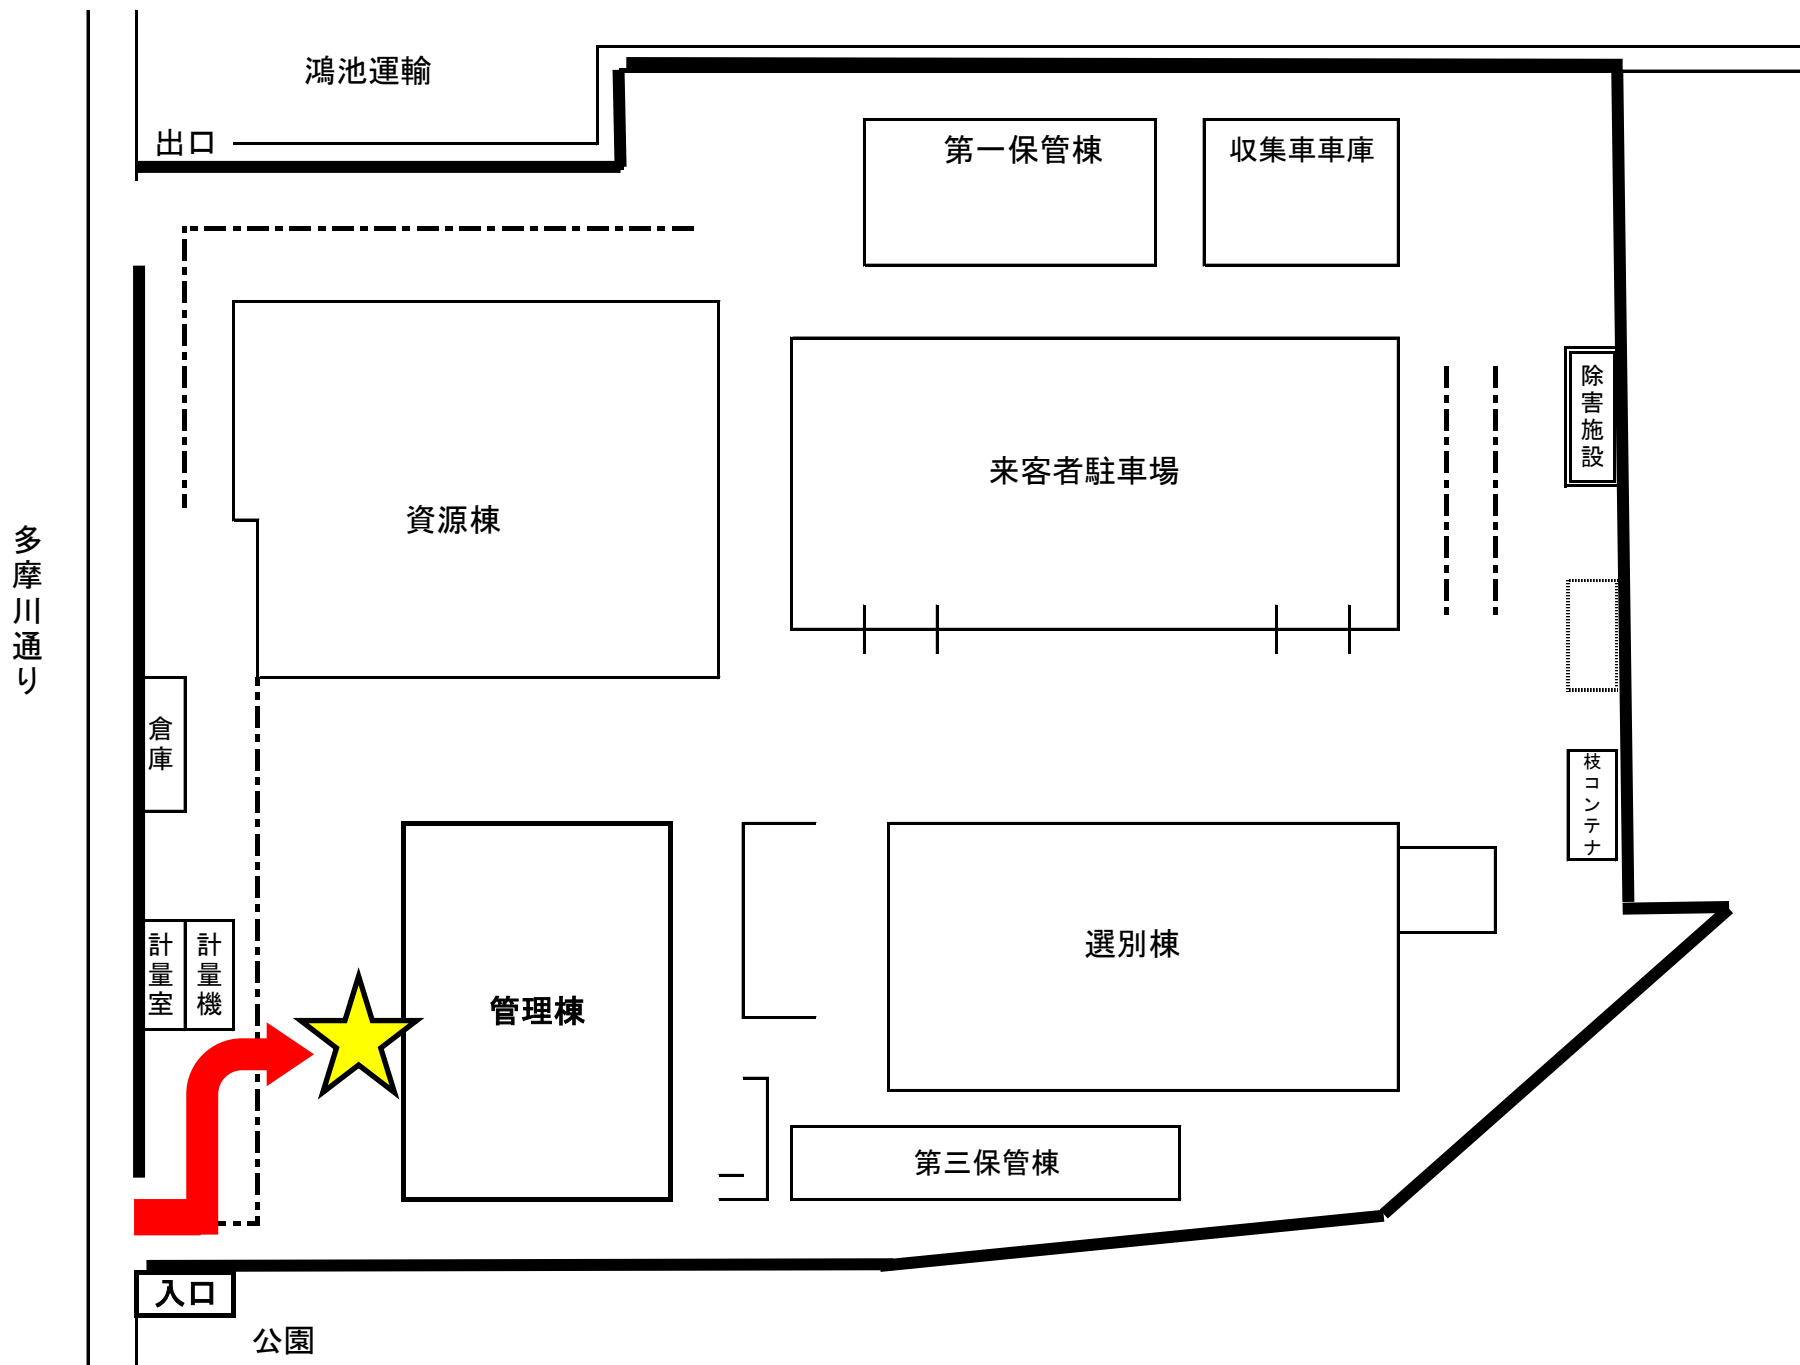 鴻池運輸
出口
第一保管棟
収集車車庫
除害施設
来客者駐車場
資源棟
多摩川通り
倉庫
枝コンテナ
選別棟
計量室
計量機
管理棟
第三保管棟
入口
公園